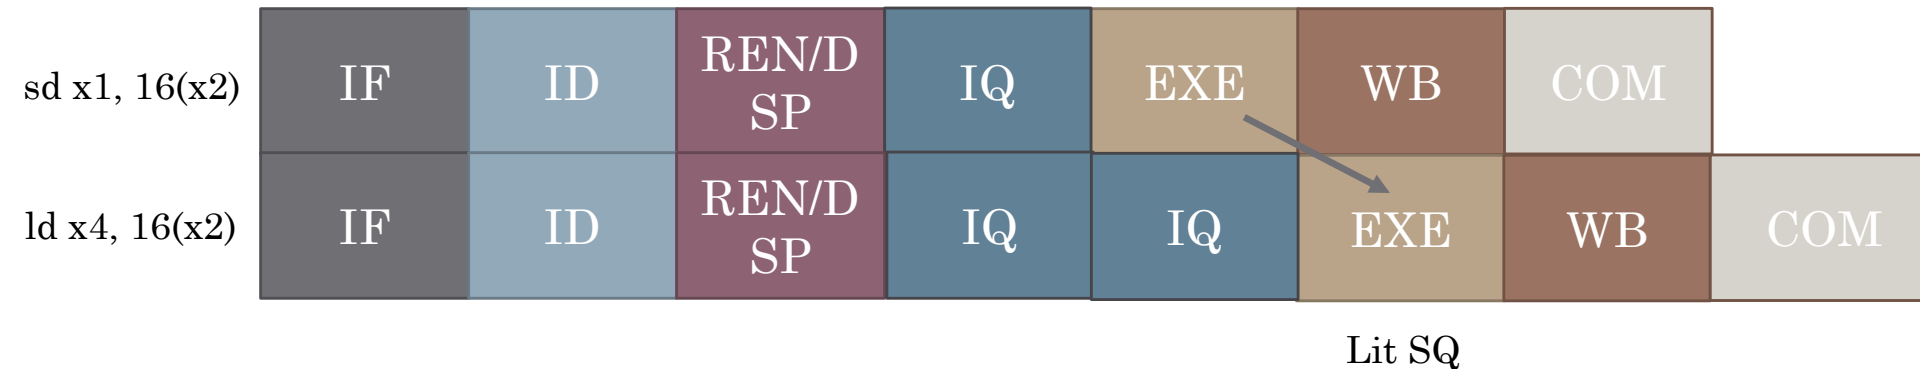 sd x1, 16(x2) IF ID REN/D SP IQ EXE WB COM
ld x4, 16(x2) IF ID REN/D SP IQ IQ EXE WB COM
Lit SQ